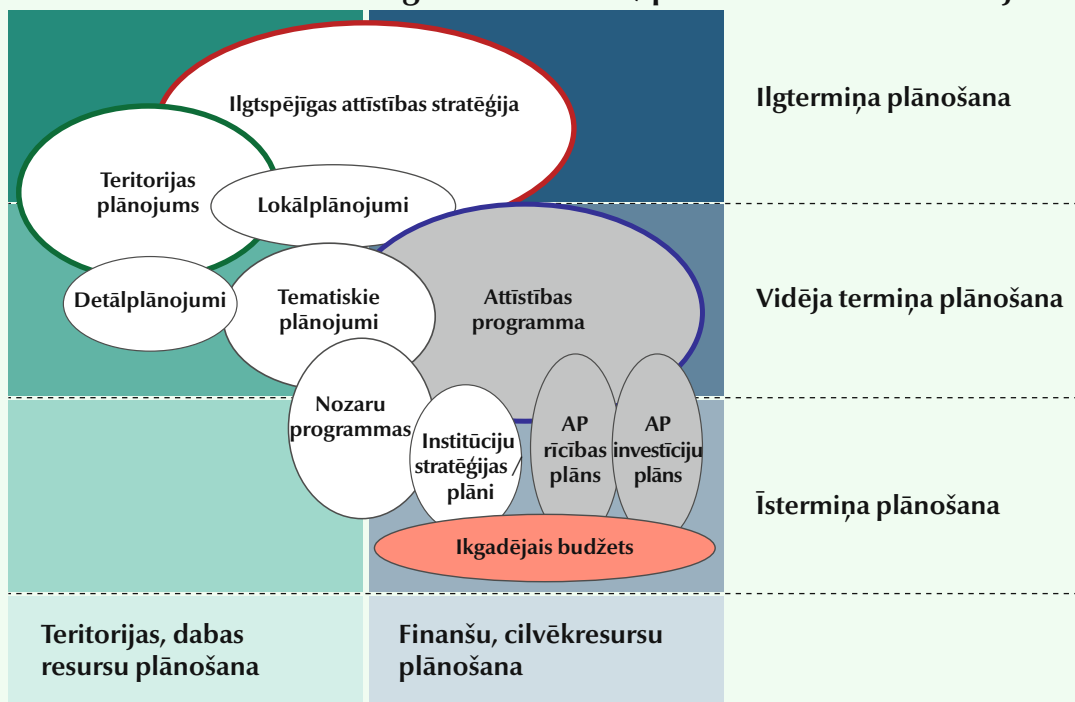 Ilgtspējīgas attīstības stratēģija
Ilgtermiņa plānošana
Teritorijas
plānojums
Lokālplānojumi
Detālplānojumi
Tematiskie
plānojumi
Attīstības
programma
Vidēja termiņa plānošana
Nozaru
programmas
Institūciju
stratēģijas
plāni
AP
rīcības
plāns
AP
investīciju
plāns
Īstermiņa plānošana
Ikgadējais budžets
Teritorijas, dabas
resursu plānošana
Finanšu, cilvēkresursu
plānošana